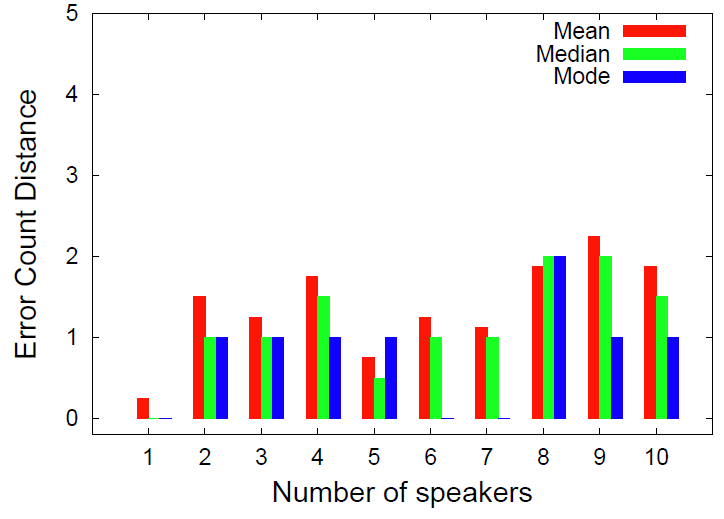 5
4
3
2
1
0
Error Count Distance
Mean
Median
Mode
1 2 3 4 5 6 7 8 9 10
Number of speakers